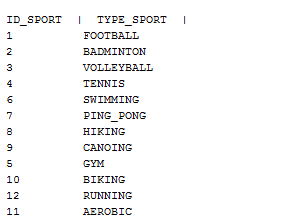 ID_SPORT | TYPE_SPORT |
1 FOOTBALL
2 BADMINTON
3 VOLLEYBALL
4 TENNIS
6 SWIMMING
7 PING_PONG
8 HIKING
9 CANOING
5 GYM
10 BIKING
12 RUNNING
11 AEROBIC